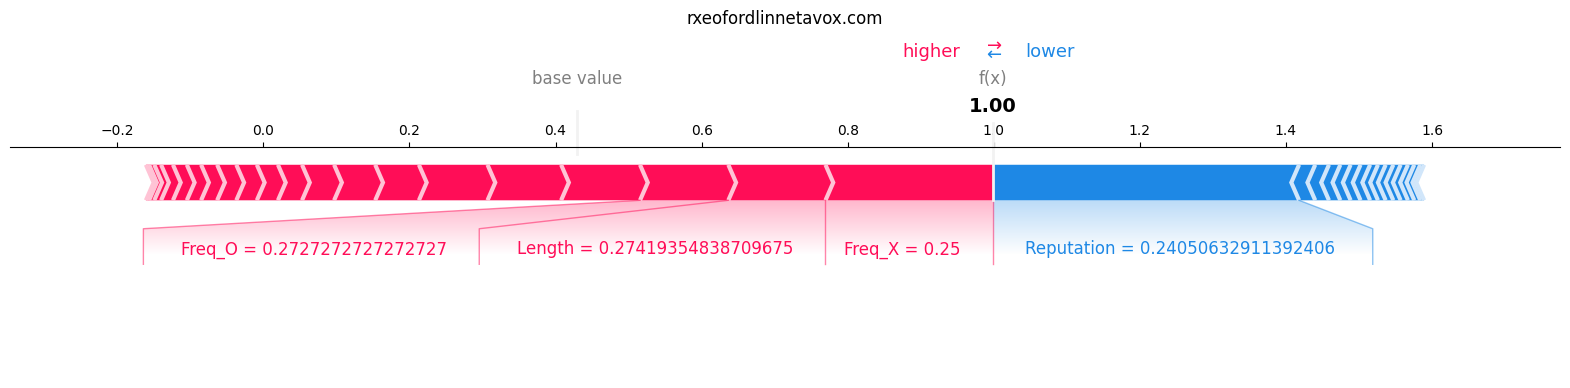 rxeofordlinnetavox.com
higher ⇄ lower
base value f(x)
1.00
−0.2 0.0 0.2 0.4 0.6 0.8 1.0 1.2 1.4 1.6
Freq_O = 0.2727272727272727 Length = 0.27419354838709675 Freq_X = 0.25 Reputation = 0.24050632911392406